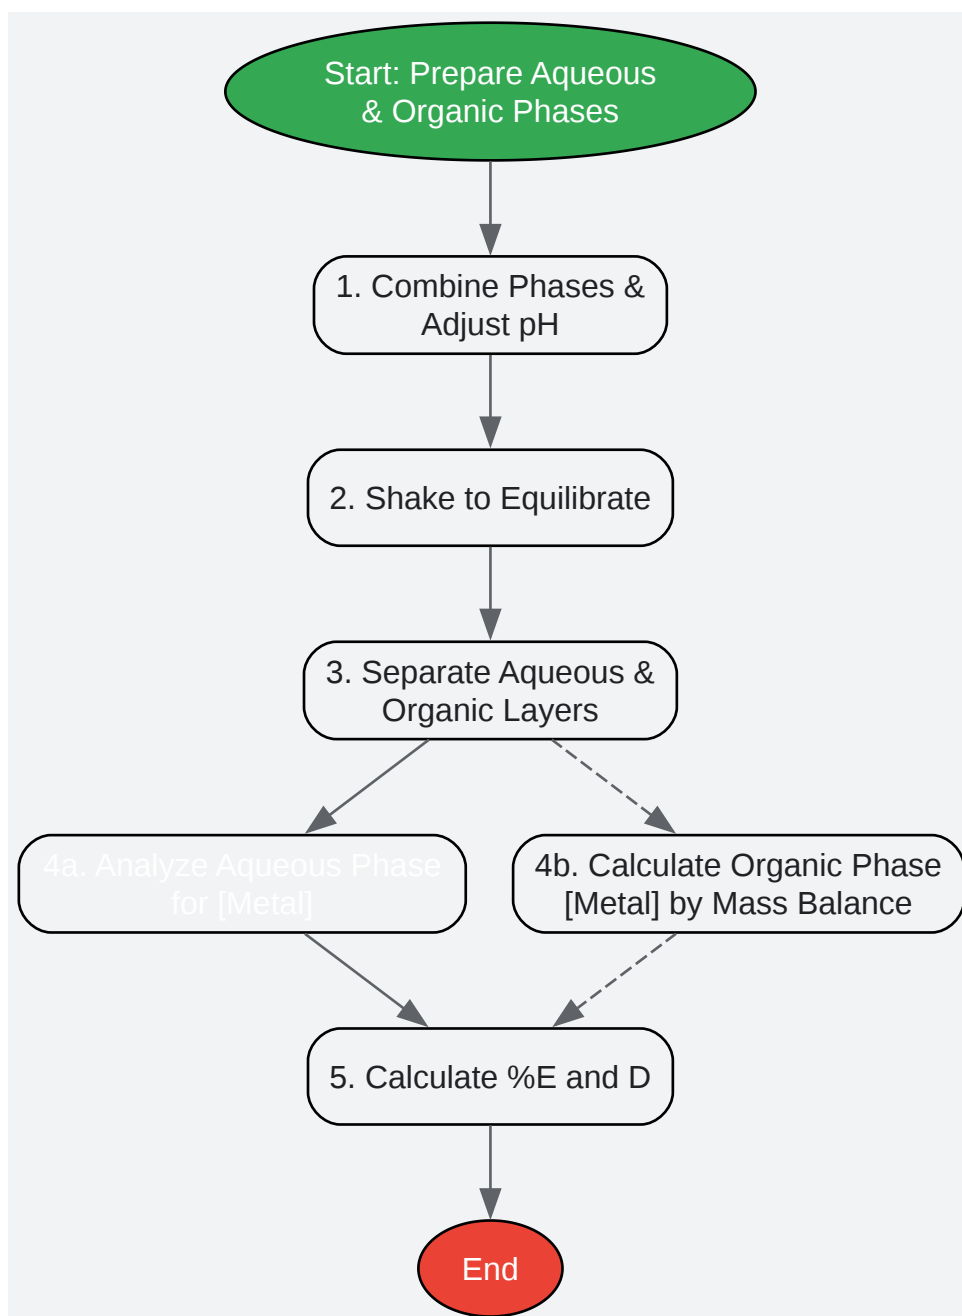 Start: Prepare Aqueous
& Organic Phases
1. Combine Phases &
Adjust pH
2. Shake to Equilibrate
3. Separate Aqueous &
Organic Layers
4a. Analyze Aqueous Phase
for [Metal]
4b. Calculate Organic Phase
[Metal] by Mass Balance
5. Calculate %E and D
End